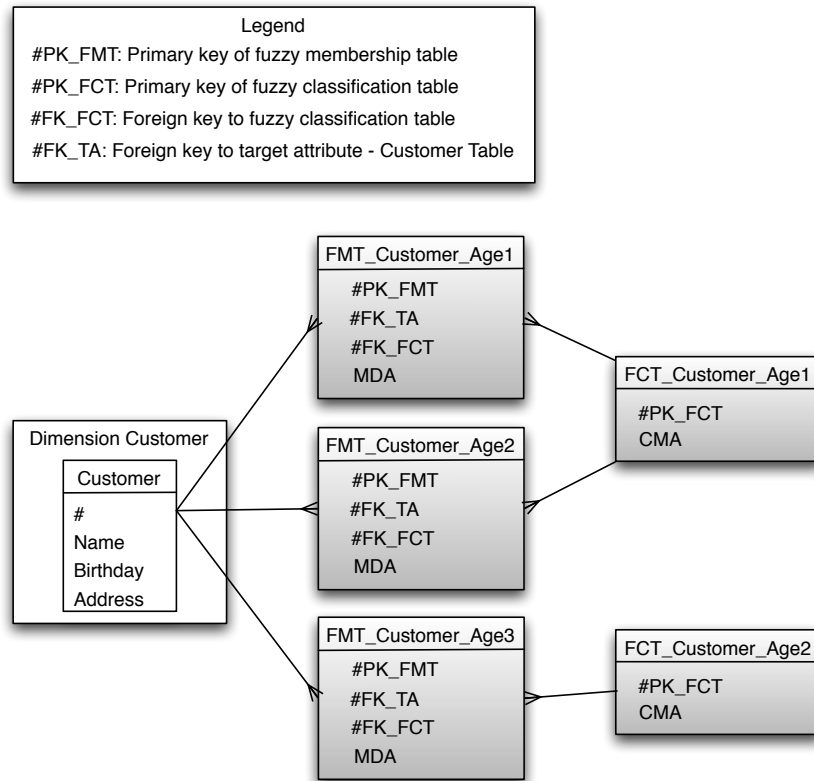 Legend
#PK_FMT: Primary key of fuzzy membership table
#PK_FCT: Primary key of fuzzy classification table
#FK_FCT: Foreign key to fuzzy classification table
#FK_TA: Foreign key to target attribute - Customer Table
FMT_Customer_Age1
#PK_FMT
#FK_TA
#FK_FCT
MDA
FCT_Customer_Age1
#PK_FCT
CMA
Dimension Customer
Customer
#
Name
Birthday
Address
FMT_Customer_Age2
#PK_FMT
#FK_TA
#FK_FCT
MDA
FMT_Customer_Age3
#PK_FMT
#FK_TA
#FK_FCT
MDA
FCT_Customer_Age2
#PK_FCT
CMA